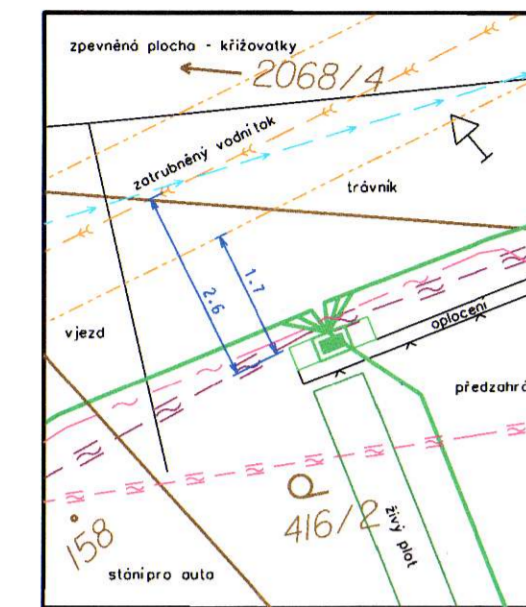 zpevněná plocha - křižovatky
2068/4
zatrubněný vodní tok
trávník
2.6
1.7
vjezd
oplocení
předzahrá
416/2
živý plot
158
stání pro auta